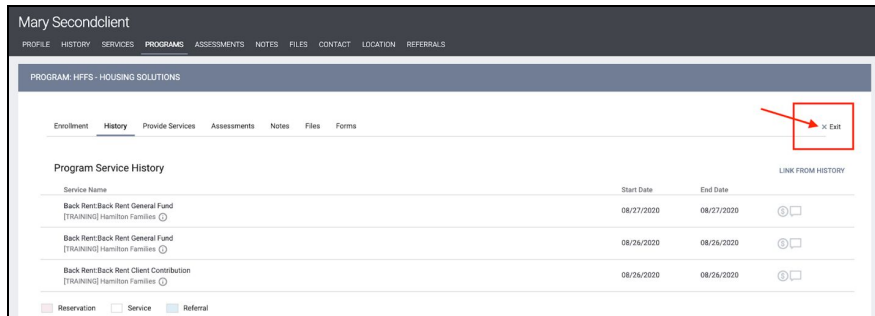 Mary Secondclient
PROFILE HISTORY SERVICES PROGRAMS ASSESSMENTS NOTES FILES CONTACT LOCATION REFERRALS
PROGRAM: HFFS - HOUSING SOLUTIONS
Enrollment History Provide Services Assessments Notes Files Forms × Exit
Program Service History LINK FROM HISTORY
Service Name Start Date End Date
Back Rent:Back Rent General Fund
[TRAINING] Hamilton Families 08/27/2020 08/27/2020
Back Rent:Back Rent General Fund
[TRAINING] Hamilton Families 08/26/2020 08/26/2020
Back Rent:Back Rent Client Contribution
[TRAINING] Hamilton Families 08/26/2020 08/26/2020
Reservation Service Referral